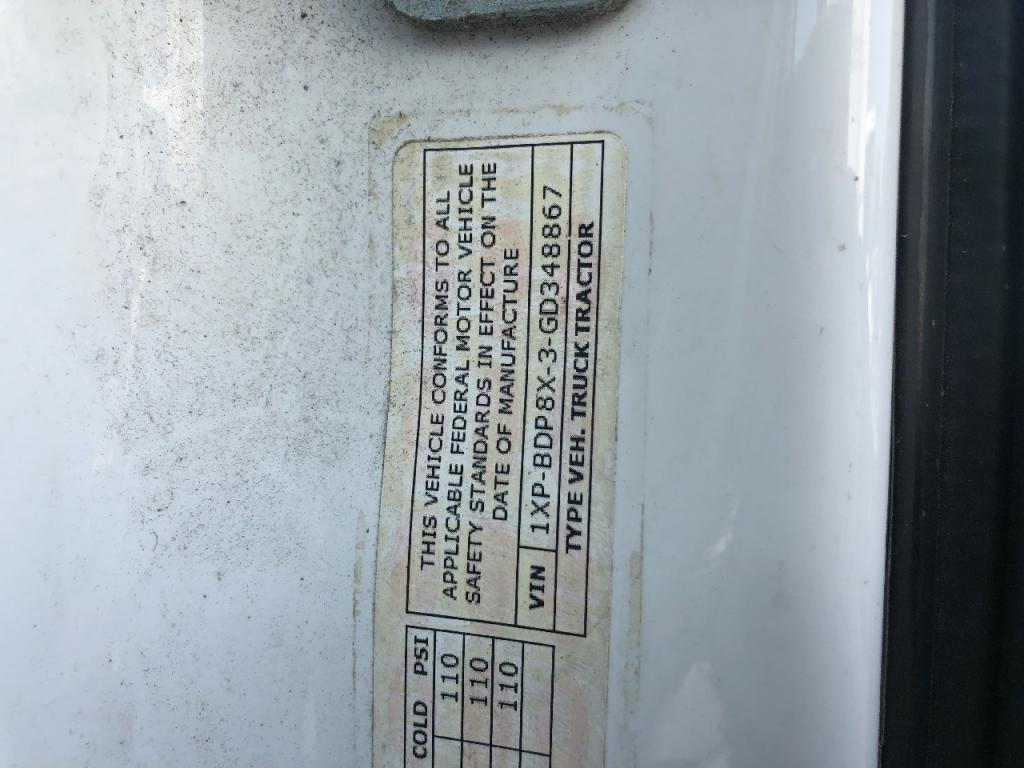 COLD PSI
110
110
110
THIS VEHICLE CONFORMS TO ALL
APPLICABLE FEDERAL MOTOR VEHICLE
SAFETY STANDARDS IN EFFECT ON THE
DATE OF MANUFACTURE
VIN 1XP-BDP8X-3-GD348867
TYPE VEH. TRUCK TRACTOR